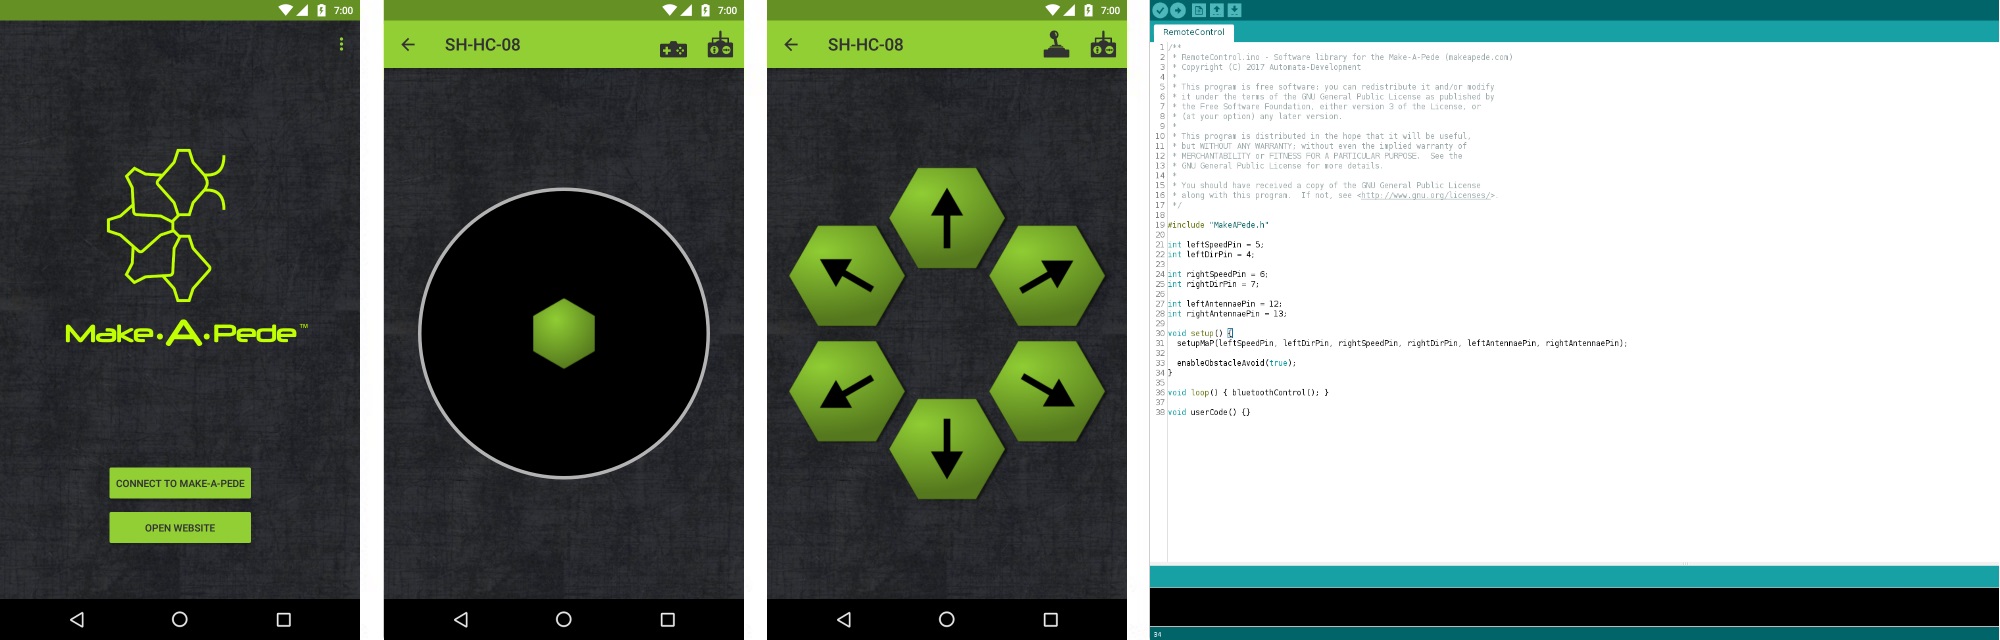 7:00
Make·A·Pede™
CONNECT TO MAKE-A-PEDE
OPEN WEBSITE
7:00
SH-HC-08
7:00
SH-HC-08
RemoteControl
1 /**
2  * RemoteControl.ino - Software library for the Make-A-Pede (makeapede.com)
3  * Copyright (C) 2017 Automata-Development
4  *
5  * This program is free software; you can redistribute it and/or modify
6  * it under the terms of the GNU General Public License as published by
7  * the Free Software Foundation, either version 3 of the License, or
8  * (at your option) any later version.
9  *
10  * This program is distributed in the hope that it will be useful,
11  * but WITHOUT ANY WARRANTY; without even the implied warranty of
12  * MERCHANTABILITY or FITNESS FOR A PARTICULAR PURPOSE.  See the
13  * GNU General Public License for more details.
14  *
15  * You should have received a copy of the GNU General Public License
16  * along with this program.  If not, see <http://www.gnu.org/licenses/>.
17  */
18
19 #include "MakeAPede.h"
20
21 int leftSpeedPin = 5;
22 int leftDirPin = 4;
23
24 int rightSpeedPin = 6;
25 int rightDirPin = 7;
26
27 int leftAntennaePin = 12;
28 int rightAntennaePin = 13;
29
30 void setup() {
31   setupMaP(leftSpeedPin, leftDirPin, rightSpeedPin, rightDirPin, leftAntennaePin, rightAntennaePin);
32
33   enableObstacleAvoid(true);
34 }
35
36 void loop() { bluetoothControl(); }
37
38 void userCode() {}
34